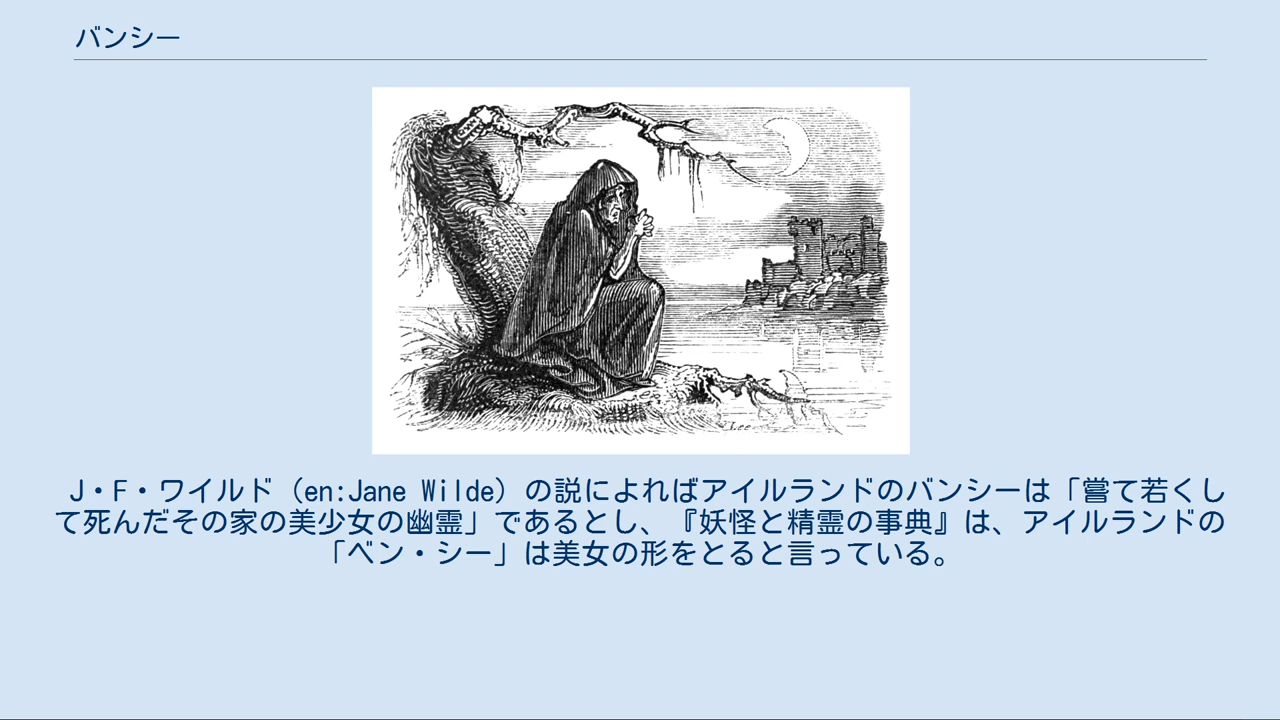 バンシー
Lee
J・F・ワイルド（en:Jane Wilde）の説によればアイルランドのバンシーは「嘗て若くし
て死んだその家の美少女の幽霊」であるとし、『妖怪と精霊の事典』は、アイルランドの
「ベン・シー」は美女の形をとると言っている。